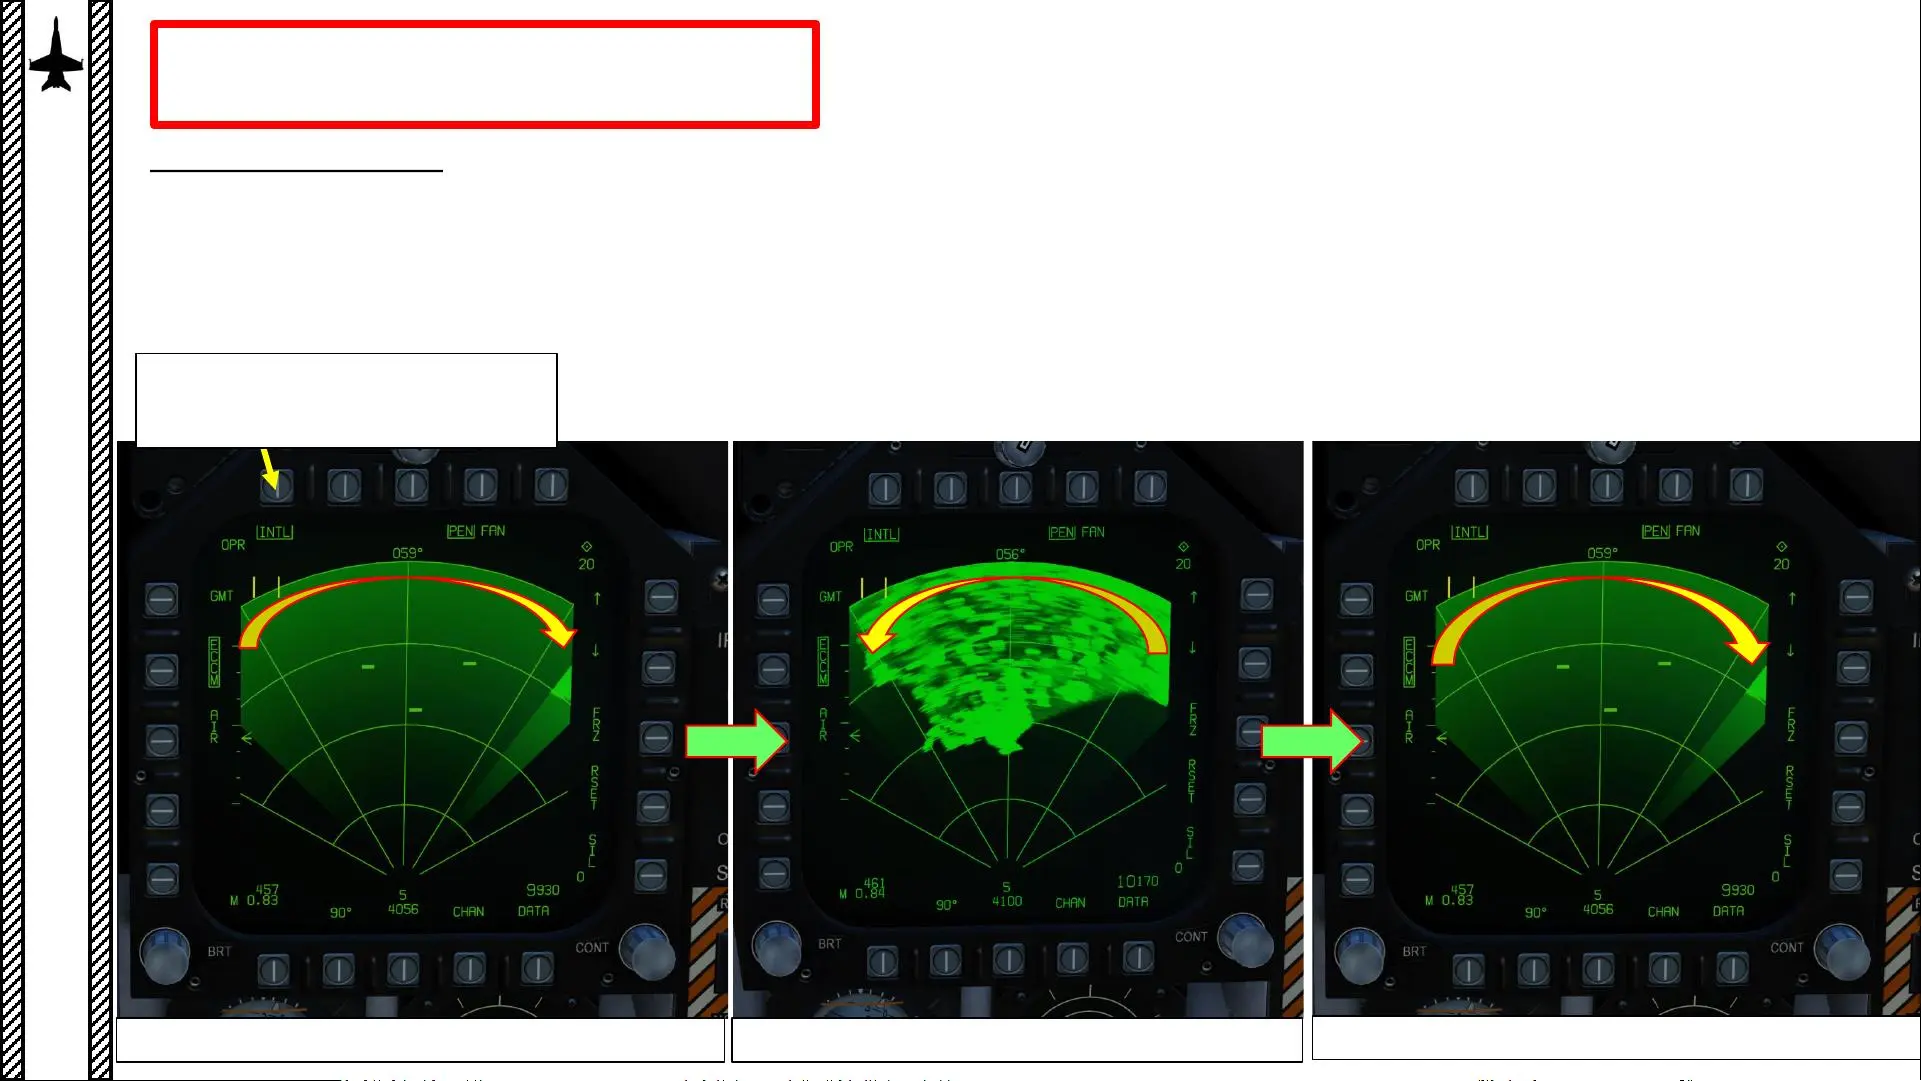 INTL
PEN FAN
OPR
059°
20
GMT
ECCM
AIR
FRZ
RSET
SIL
0
457
M 0.83
90°
5
4056
CHAN
9930
DATA
BRT
CONT
INTL
PEN FAN
OPR
056°
20
GMT
ECCM
AIR
FRZ
RSET
SIL
0
461
M 0.84
90°
5
4100
CHAN
10170
DATA
BRT
CONT
INTL
PEN FAN
OPR
059°
20
GMT
ECCM
AIR
FRZ
RSET
SIL
0
457
M 0.83
90°
5
4056
CHAN
9930
DATA
BRT
CONT